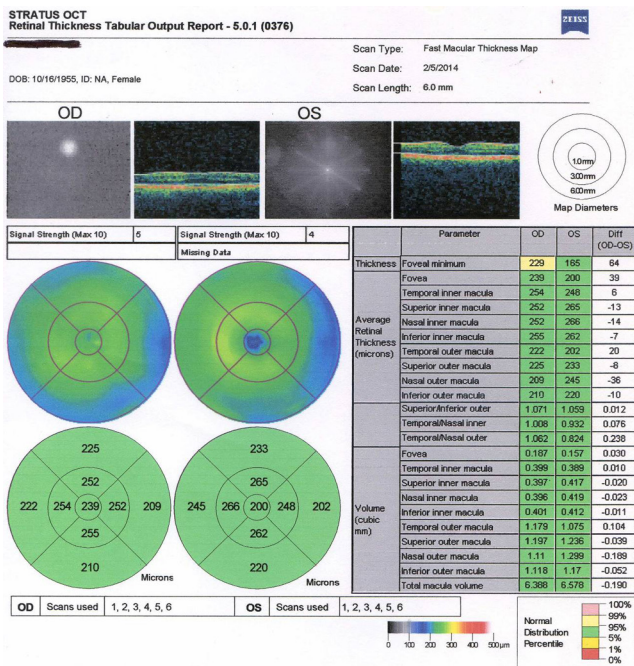 STRATUS OCT
Retinal Thickness Tabular Output Report - 5.0.1 (0376)
ZEISS
Scan Type: Fast Macular Thickness Map
Scan Date: 2/5/2014
DOB: 10/16/1955, ID: NA, Female
Scan Length: 6.0 mm
OD OS
1.0mm
3.00mm
6.00mm
Map Diameters
Signal Strength (Max 10) 5 Signal Strength (Max 10) 4
Missing Data
Parameter OD OS Diff (OD-OS)
Thickness Foveal minimum 229 165 64
Average Retinal Thickness (microns)
Fovea 239 200 39
Temporal inner macula 254 248 6
Superior inner macula 252 265 -13
Nasal inner macula 252 266 -14
Inferior inner macula 255 262 -7
Temporal outer macula 222 202 20
Superior outer macula 225 233 -8
Nasal outer macula 209 245 -36
Inferior outer macula 210 220 -10
Superior/Inferior outer 1.071 1.059 0.012
Temporal/Nasal inner 1.008 0.932 0.076
Temporal/Nasal outer 1.062 0.824 0.238
Volume (cubic mm)
Fovea 0.187 0.157 0.030
Temporal inner macula 0.399 0.389 0.010
Superior inner macula 0.397 0.417 -0.020
Nasal inner macula 0.396 0.419 -0.023
Inferior inner macula 0.401 0.412 -0.011
Temporal outer macula 1.179 1.075 0.104
Superior outer macula 1.197 1.236 -0.039
Nasal outer macula 1.11 1.299 -0.189
Inferior outer macula 1.118 1.17 -0.052
Total macula volume 6.388 6.578 -0.190
225
252
222 254 239 252 209
255
210
Microns
233
265
245 266 200 248 202
262
220
Microns
OD Scans used 1, 2, 3, 4, 5, 6 OS Scans used 1, 2, 3, 4, 5, 6
0 100 200 300 400 500 µm
Normal Distribution Percentile
100%
99%
95%
5%
1%
0%